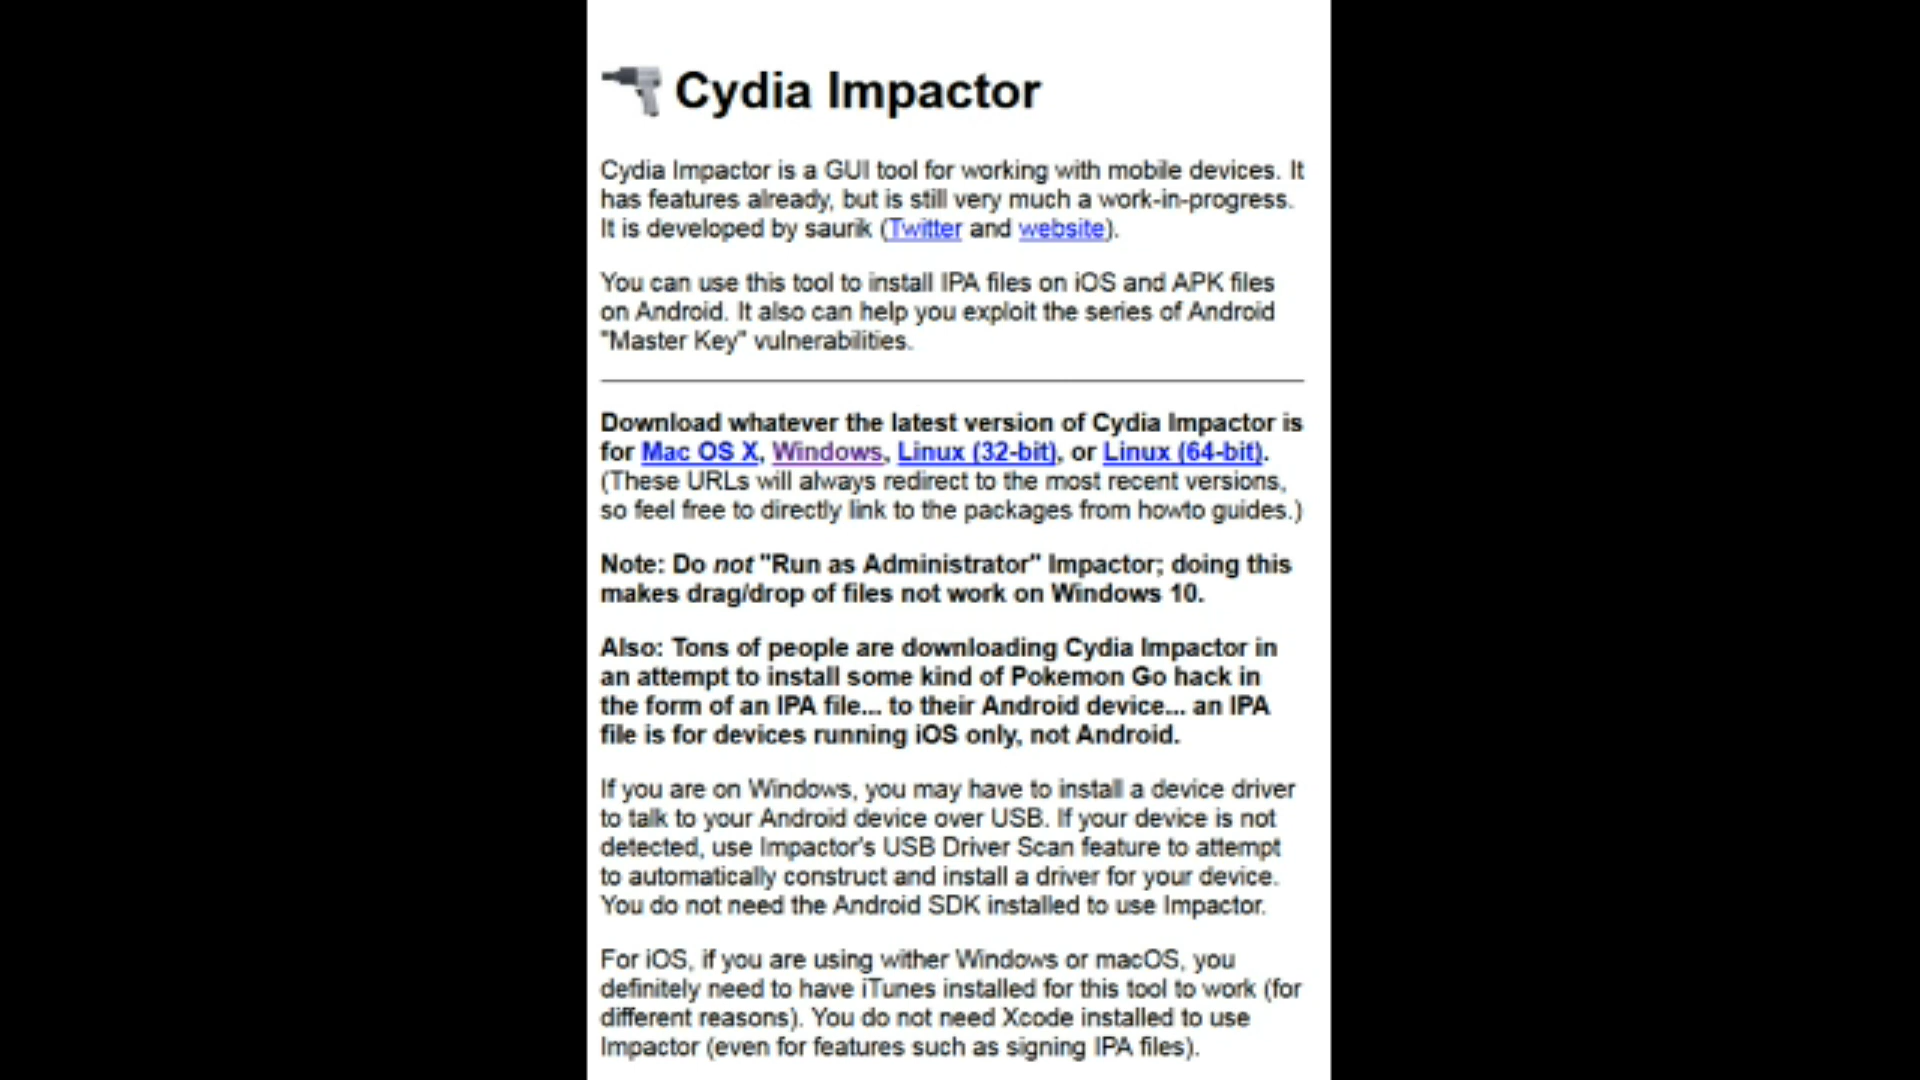 Cydia Impactor
Cydia Impactor is a GUI tool for working with mobile devices. It
has features already, but is still very much a work-in-progress.
It is developed by saurik (Twitter and website).
You can use this tool to install IPA files on iOS and APK files
on Android. It also can help you exploit the series of Android
"Master Key" vulnerabilities.
Download whatever the latest version of Cydia Impactor is
for Mac OS X, Windows, Linux (32-bit), or Linux (64-bit).
(These URLs will always redirect to the most recent versions,
so feel free to directly link to the packages from howto guides.)
Note: Do not "Run as Administrator" Impactor; doing this
makes drag/drop of files not work on Windows 10.
Also: Tons of people are downloading Cydia Impactor in
an attempt to install some kind of Pokemon Go hack in
the form of an IPA file... to their Android device... an IPA
file is for devices running iOS only, not Android.
If you are on Windows, you may have to install a device driver
to talk to your Android device over USB. If your device is not
detected, use Impactor's USB Driver Scan feature to attempt
to automatically construct and install a driver for your device.
You do not need the Android SDK installed to use Impactor.
For iOS, if you are using wither Windows or macOS, you
definitely need to have iTunes installed for this tool to work (for
different reasons). You do not need Xcode installed to use
Impactor (even for features such as signing IPA files).